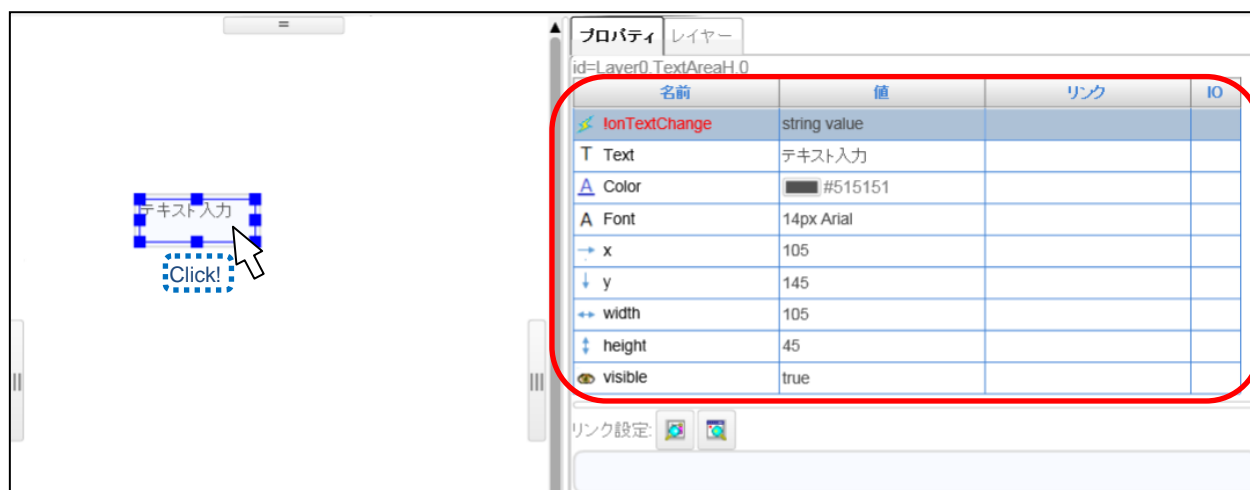 テキスト入力
Click!
プロパティ レイヤー
id=Layer0.TextAreaH.0
名前 値 リンク IO
!onTextChange string value
Text テキスト入力
Color #515151
Font 14px Arial
x 105
y 145
width 105
height 45
visible true
リンク設定: